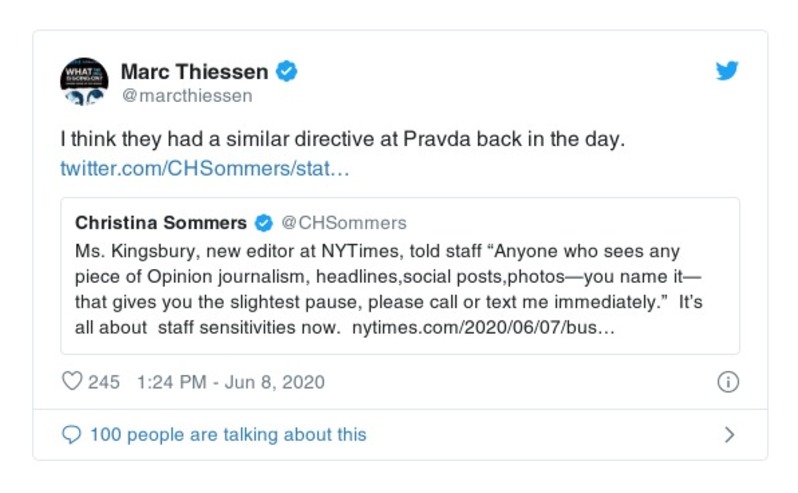 WHAT
IS GOING ON?
Marc Thiessen
@marcthiessen
I think they had a similar directive at Pravda back in the day.
twitter.com/CHSommers/stat…
Christina Sommers @CHSommers
Ms. Kingsbury, new editor at NYTimes, told staff “Anyone who sees any
piece of Opinion journalism, headlines,social posts,photos—you name it—
that gives you the slightest pause, please call or text me immediately.”  It’s
all about  staff sensitivities now.  nytimes.com/2020/06/07/bus…
245 1:24 PM - Jun 8, 2020
100 people are talking about this